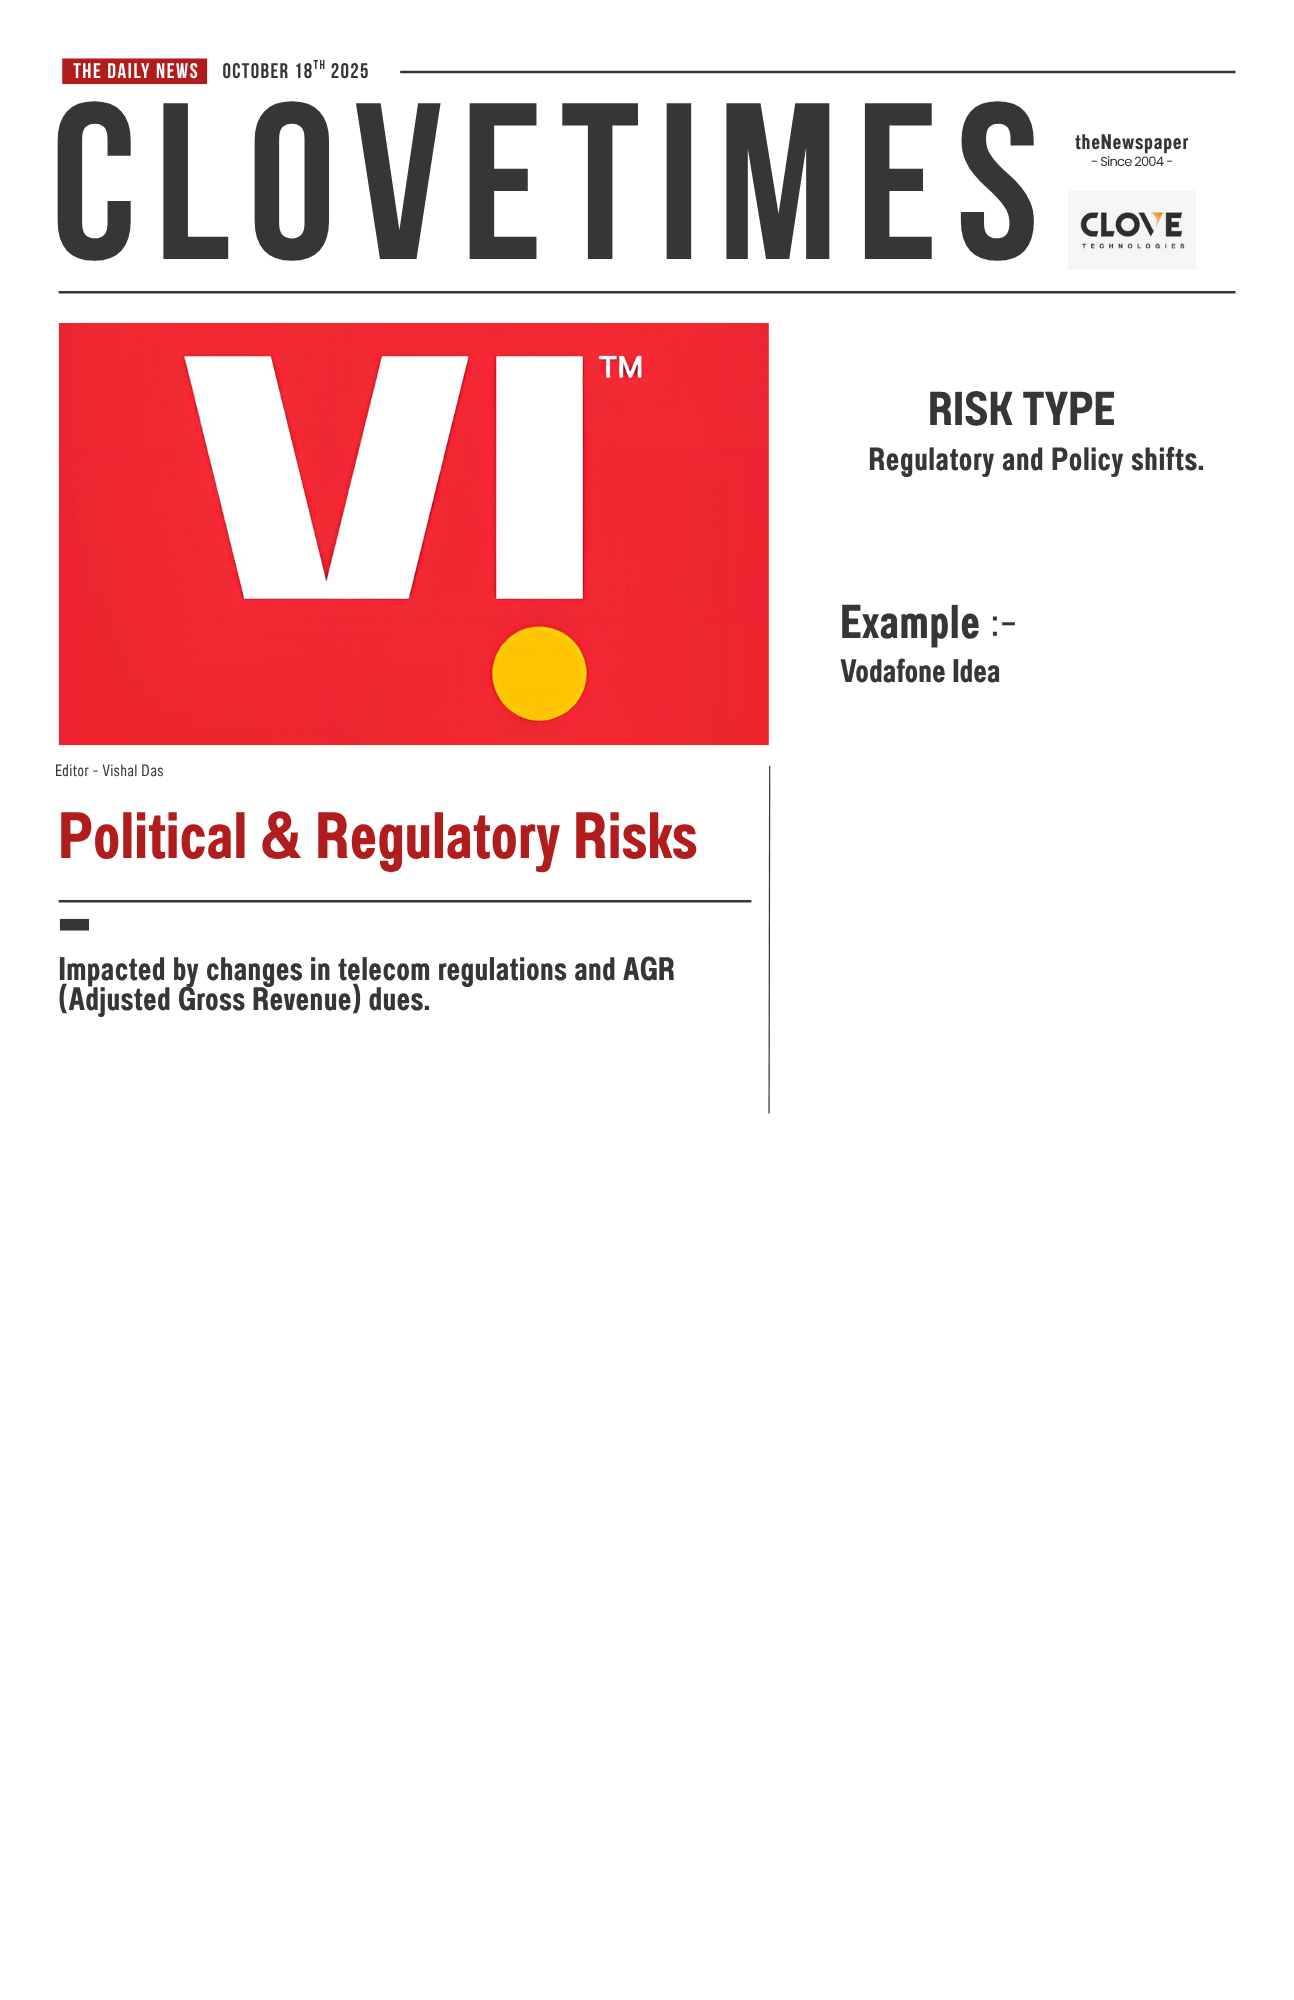 THE DAILY NEWS OCTOBER 18TH 2025
CLOVETIMES
theNewspaper
- Since 2004 -
CLOVE
TECHNOLOGIES
VI TM
RISK TYPE
Regulatory and Policy shifts.
Example :-
Vodafone Idea
Editor - Vishal Das
Political & Regulatory Risks
Impacted by changes in telecom regulations and AGR
(Adjusted Gross Revenue) dues.